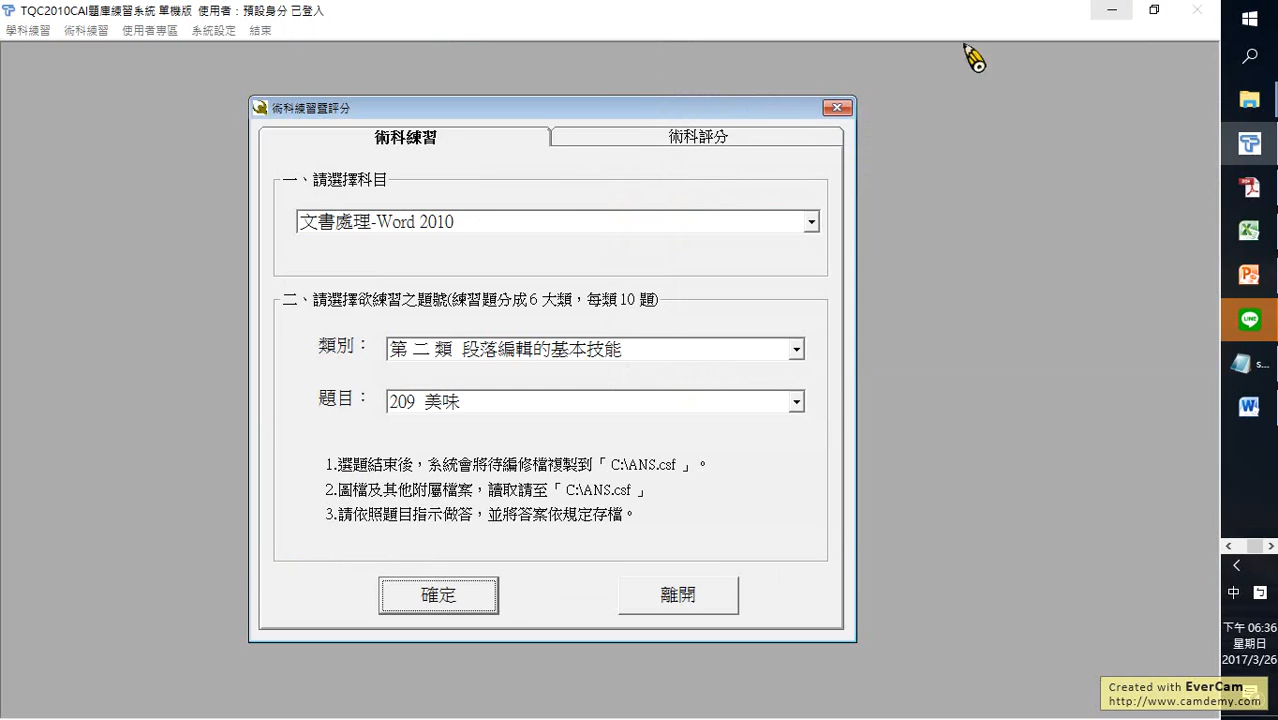 TQC2010CAI題庫練習系統 單機版 使用者：預設身分 已登入
學科練習 術科練習 使用者專區 系統設定 結束
術科練習暨評分
術科練習 術科評分
一、請選擇科目
文書處理-Word 2010
二、請選擇欲練習之題號(練習題分成 6 大類，每類 10 題)
類別： 第 二 類 段落編輯的基本技能
題目： 209 美味
1.選題結束後，系統會將待編修檔複製到「 C:\ANS.csf 」。
2.圖檔及其他附屬檔案，讀取請至「 C:\ANS.csf 」
3.請依照題目指示做答，並將答案依規定存檔。
確定 離開
LINE
s...
中
下午 06:36
星期日
2017/3/26
Created with EverCam
http://www.camdemy.com